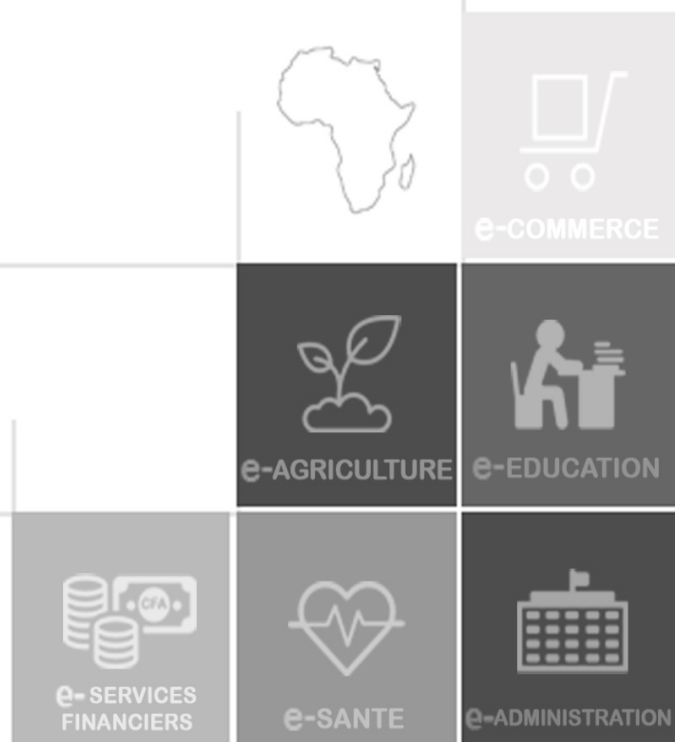 e-COMMERCE
e-AGRICULTURE
e-EDUCATION
CFA
e-SERVICES
FINANCIERS
e-SANTE
e-ADMINISTRATION